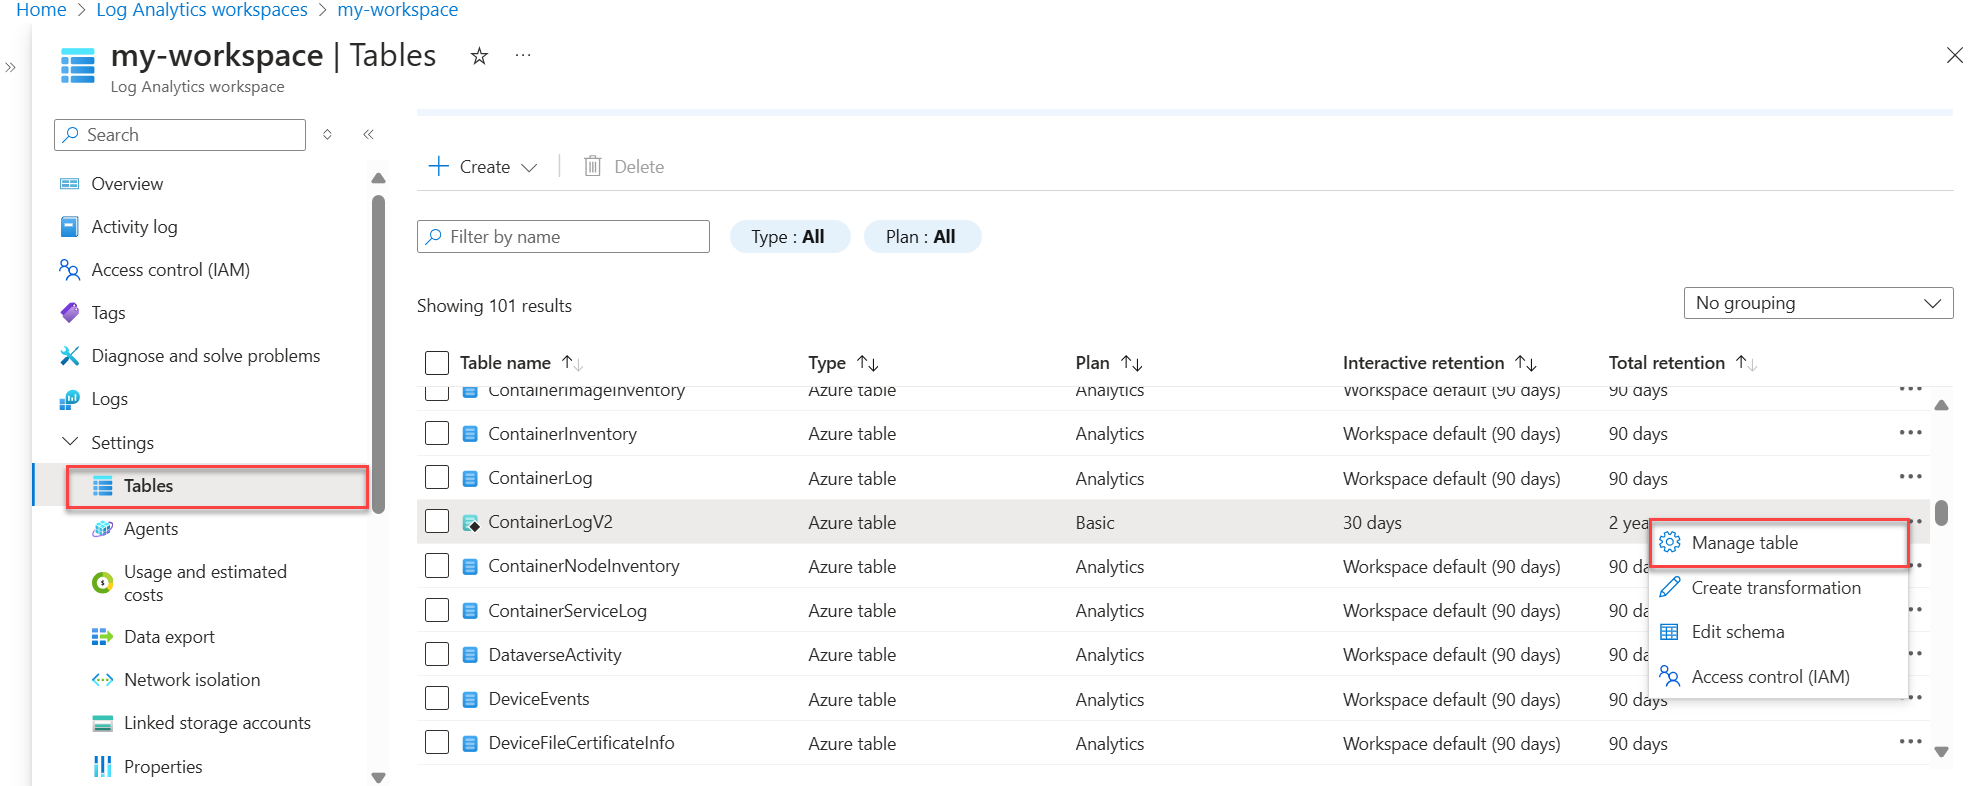 Home > Log Analytics workspaces > my-workspace
my-workspace | Tables
Log Analytics workspace
Search
Overview
Activity log
Access control (IAM)
Tags
Diagnose and solve problems
Logs
Settings
Tables
Agents
Usage and estimated
costs
Data export
Network isolation
Linked storage accounts
Properties
Create
Delete
Filter by name
Type : All
Plan : All
Showing 101 results
No grouping
Table name Type Plan Interactive retention Total retention
ContainerImageInventory Azure table Analytics Workspace default (90 days) 90 days
ContainerInventory Azure table Analytics Workspace default (90 days) 90 days
ContainerLog Azure table Analytics Workspace default (90 days) 90 days
ContainerLogV2 Azure table Basic 30 days 2 yea
ContainerNodeInventory Azure table Analytics Workspace default (90 days) 90 da
ContainerServiceLog Azure table Analytics Workspace default (90 days) 90 da
DataverseActivity Azure table Analytics Workspace default (90 days) 90 da
DeviceEvents Azure table Analytics Workspace default (90 days) 90 days
DeviceFileCertificateInfo Azure table Analytics Workspace default (90 days) 90 days
Manage table
Create transformation
Edit schema
Access control (IAM)